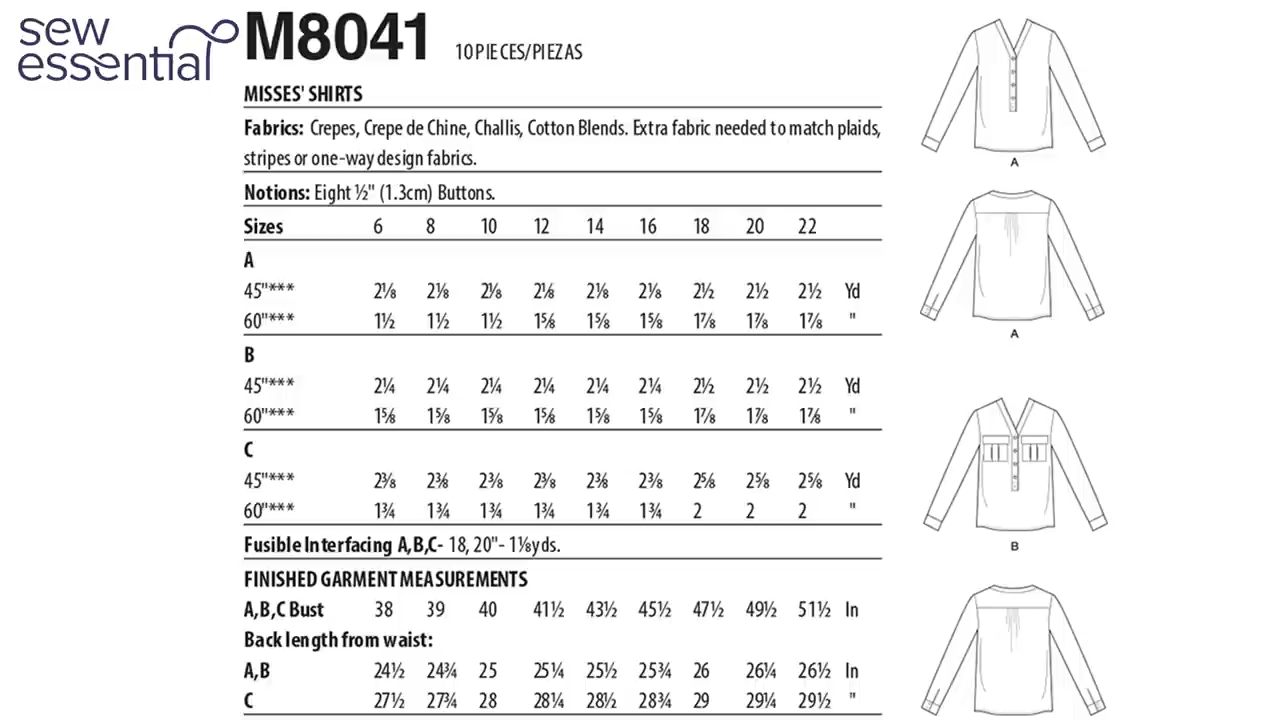 sew
essential
M8041 10 PIECES/PIEZAS
MISSES' SHIRTS
Fabrics: Crepes, Crepe de Chine, Challis, Cotton Blends. Extra fabric needed to match plaids,
stripes or one-way design fabrics.
Notions: Eight ½" (1.3cm) Buttons.
Sizes 6 8 10 12 14 16 18 20 22
A
45"*** 2⅛ 2⅛ 2⅛ 2⅛ 2⅛ 2⅛ 2½ 2½ 2½ Yd
60"*** 1½ 1½ 1½ 1⅝ 1⅝ 1⅝ 1⅞ 1⅞ 1⅞ "
B
45"*** 2¼ 2¼ 2¼ 2¼ 2¼ 2¼ 2½ 2½ 2½ Yd
60"*** 1⅝ 1⅝ 1⅝ 1⅝ 1⅝ 1⅝ 1⅞ 1⅞ 1⅞ "
C
45"*** 2⅜ 2⅜ 2⅜ 2⅜ 2⅜ 2⅜ 2⅝ 2⅝ 2⅝ Yd
60"*** 1¾ 1¾ 1¾ 1¾ 1¾ 1¾ 2 2 2 "
Fusible Interfacing A,B,C- 18, 20"- 1⅛yds.
FINISHED GARMENT MEASUREMENTS
A,B,C Bust 38 39 40 41½ 43½ 45½ 47½ 49½ 51½ In
Back length from waist:
A,B 24½ 24¾ 25 25¼ 25½ 25¾ 26 26¼ 26½ In
C 27½ 27¾ 28 28¼ 28½ 28¾ 29 29¼ 29½ "
A
A
B